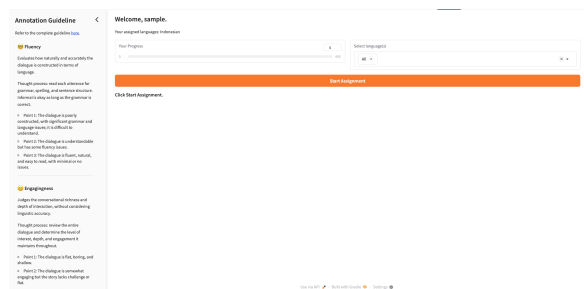 Annotation Guideline
Refer to the complete guideline here.
🤓 Fluency
Evaluates how naturally and accurately the
dialogue is constructed in terms of
language.
Thought process: read each utterance for
grammar, spelling, and sentence structure.
Informal is okay as long as the grammar is
correct.
Point 1: The dialogue is poorly
constructed, with significant grammar and
language issues; it is difficult to
understand.
Point 2: The dialogue is understandable
but has some fluency issues.
Point 3: The dialogue is fluent, natural,
and easy to read, with minimal or no
issues.
Engagingness
Judges the conversational richness and
depth of interaction, without considering
linguistic accuracy.
Thought process: review the entire
dialogue and determine the level of
interest, depth, and engagement it
maintains throughout.
Point 1: The dialogue is flat, boring, and
shallow.
Point 2: The dialogue is somewhat
engaging but the story lacks challenge or
flat.
Welcome, sample.
Your assigned languages: Indonesian
Your Progress
Select language(s)
All
Start Assignment
Click Start Assignment.
Use via API
Built with Gradio
Settings